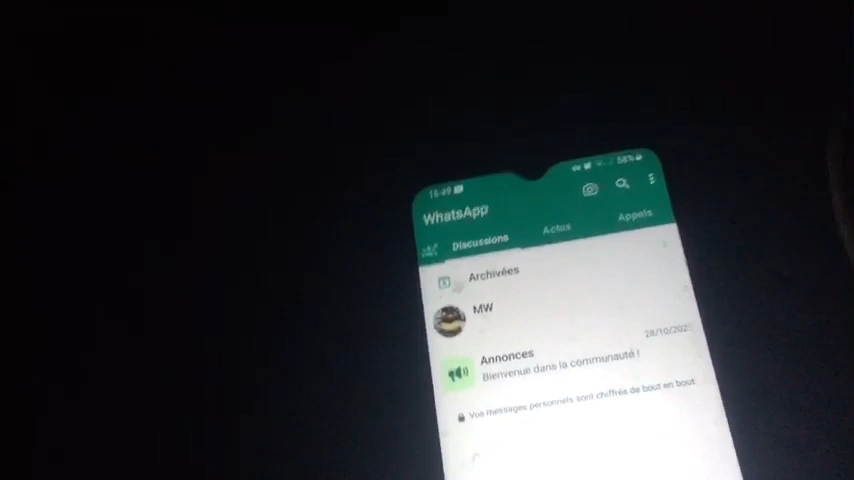 16:49
58%
WhatsApp
Discussions
Actus
Appels
Archivées
MW
Annonces
28/10/202
Bienvenue dans la communauté !
Vos messages personnels sont chiffrés de bout en bout